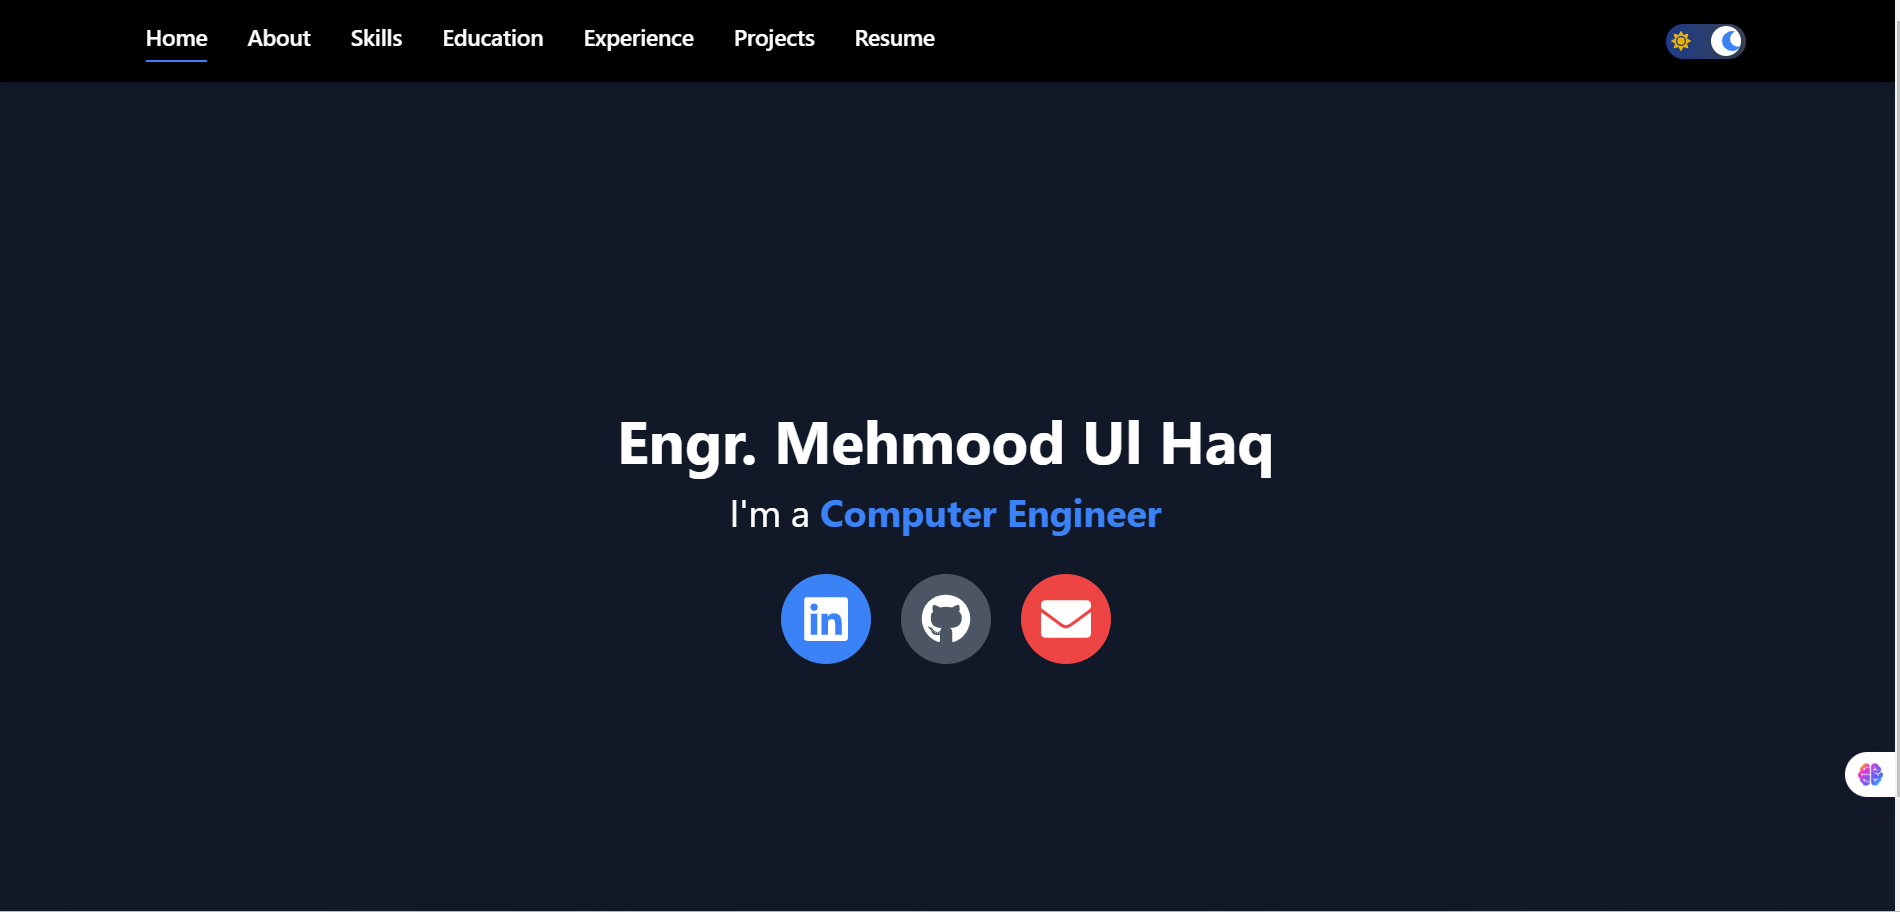 Home About Skills Education Experience Projects Resume
Engr. Mehmood Ul Haq
I'm a Computer Engineer
in